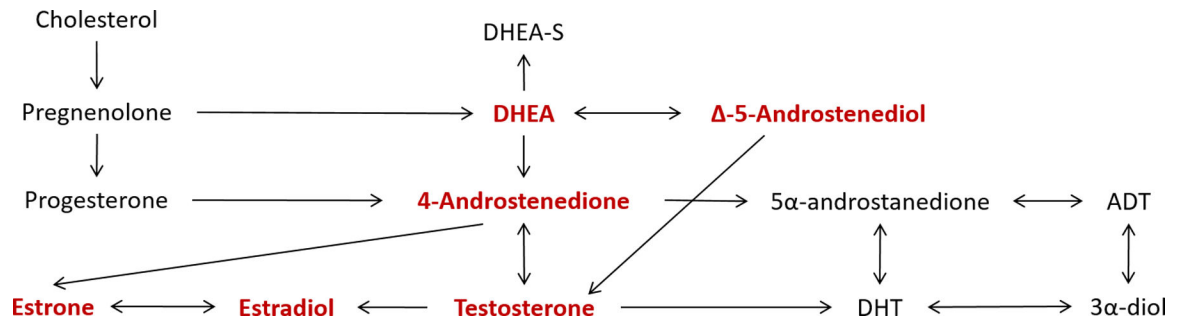 Cholesterol
DHEA-S
Pregnenolone DHEA Δ-5-Androstenediol
Progesterone 4-Androstenedione 5α-androstanedione ADT
Estrone Estradiol Testosterone DHT 3α-diol